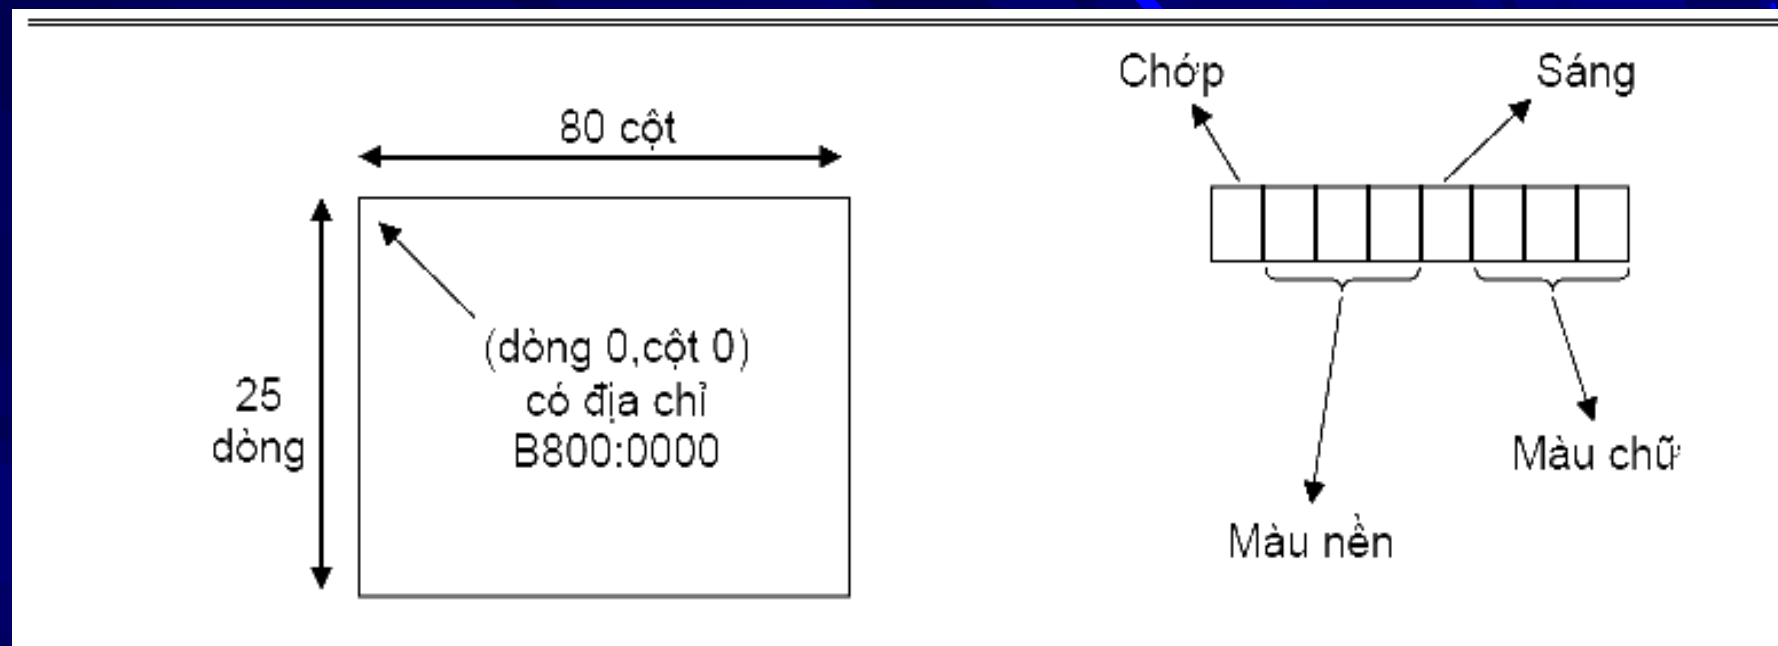 80 cột
25
dòng
(dòng 0,cột 0)
có địa chỉ
B800:0000
Chớp
Sáng
Màu nền
Màu chữ